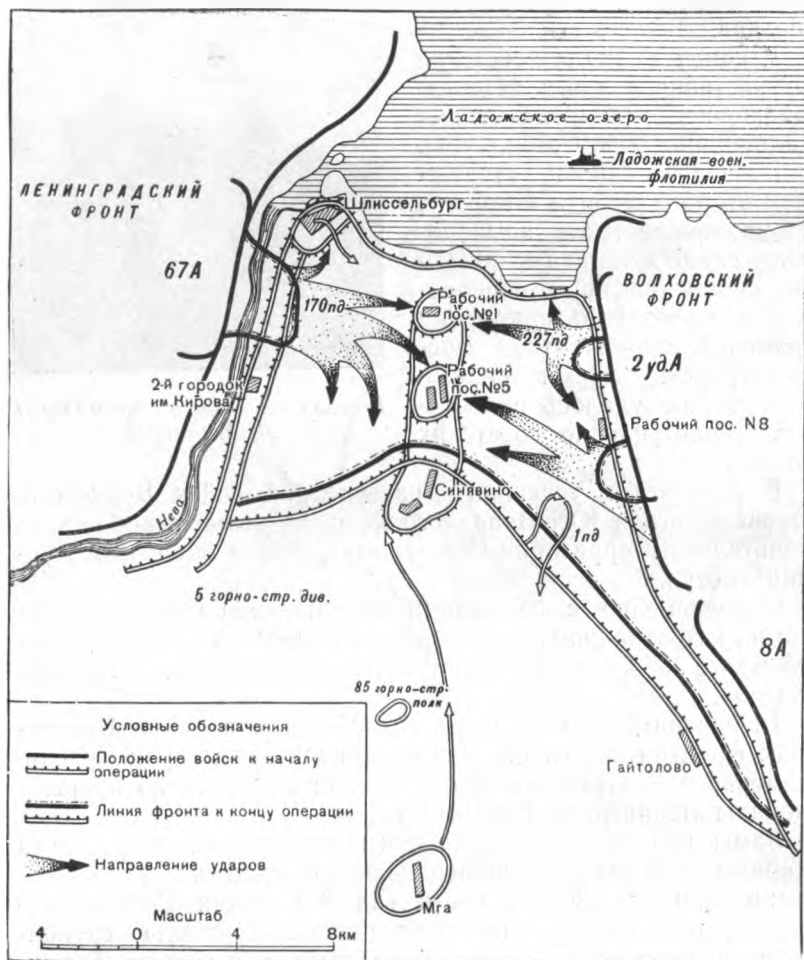 Ладожское озеро
Ладожская воен.
флотилия
ЛЕНИНГРАДСКИЙ
ФРОНТ
Шлиссельбург
67А
ВОЛХОВСКИЙ
ФРОНТ
170пд
Рабочий
пос. №1
227пд
2 уд.А
2-й городок
им. Кирова
Рабочий
пос. №5
Рабочий пос. №8
Нева
Синявино
1пд
5 горно-стр. див.
8А
85 горно-стр.
полк
Гайтолово
Мга
Условные обозначения
Положение войск к началу
операции
Линия фронта к концу операции
Направление ударов
Масштаб
4 0 4 8км